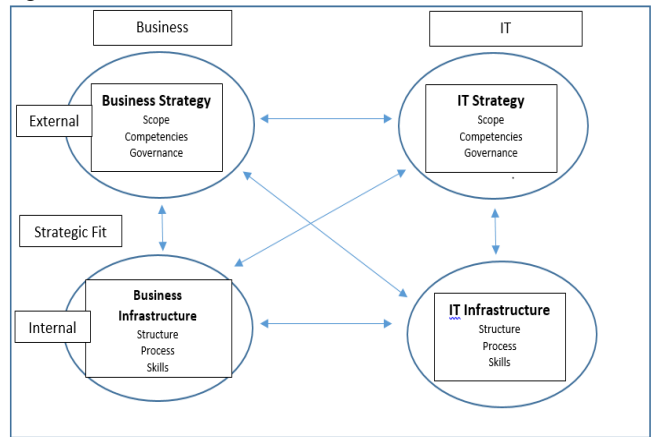 Business
IT
External
Business Strategy
Scope
Competencies
Governance
IT Strategy
Scope
Competencies
Governance
Strategic Fit
Internal
Business
Infrastructure
Structure
Process
Skills
IT Infrastructure
Structure
Process
Skills